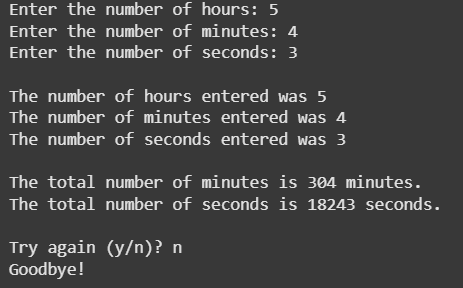 Enter the number of hours: 5
Enter the number of minutes: 4
Enter the number of seconds: 3
The number of hours entered was 5
The number of minutes entered was 4
The number of seconds entered was 3
The total number of minutes is 304 minutes.
The total number of seconds is 18243 seconds.
Try again (y/n)? n
Goodbye!